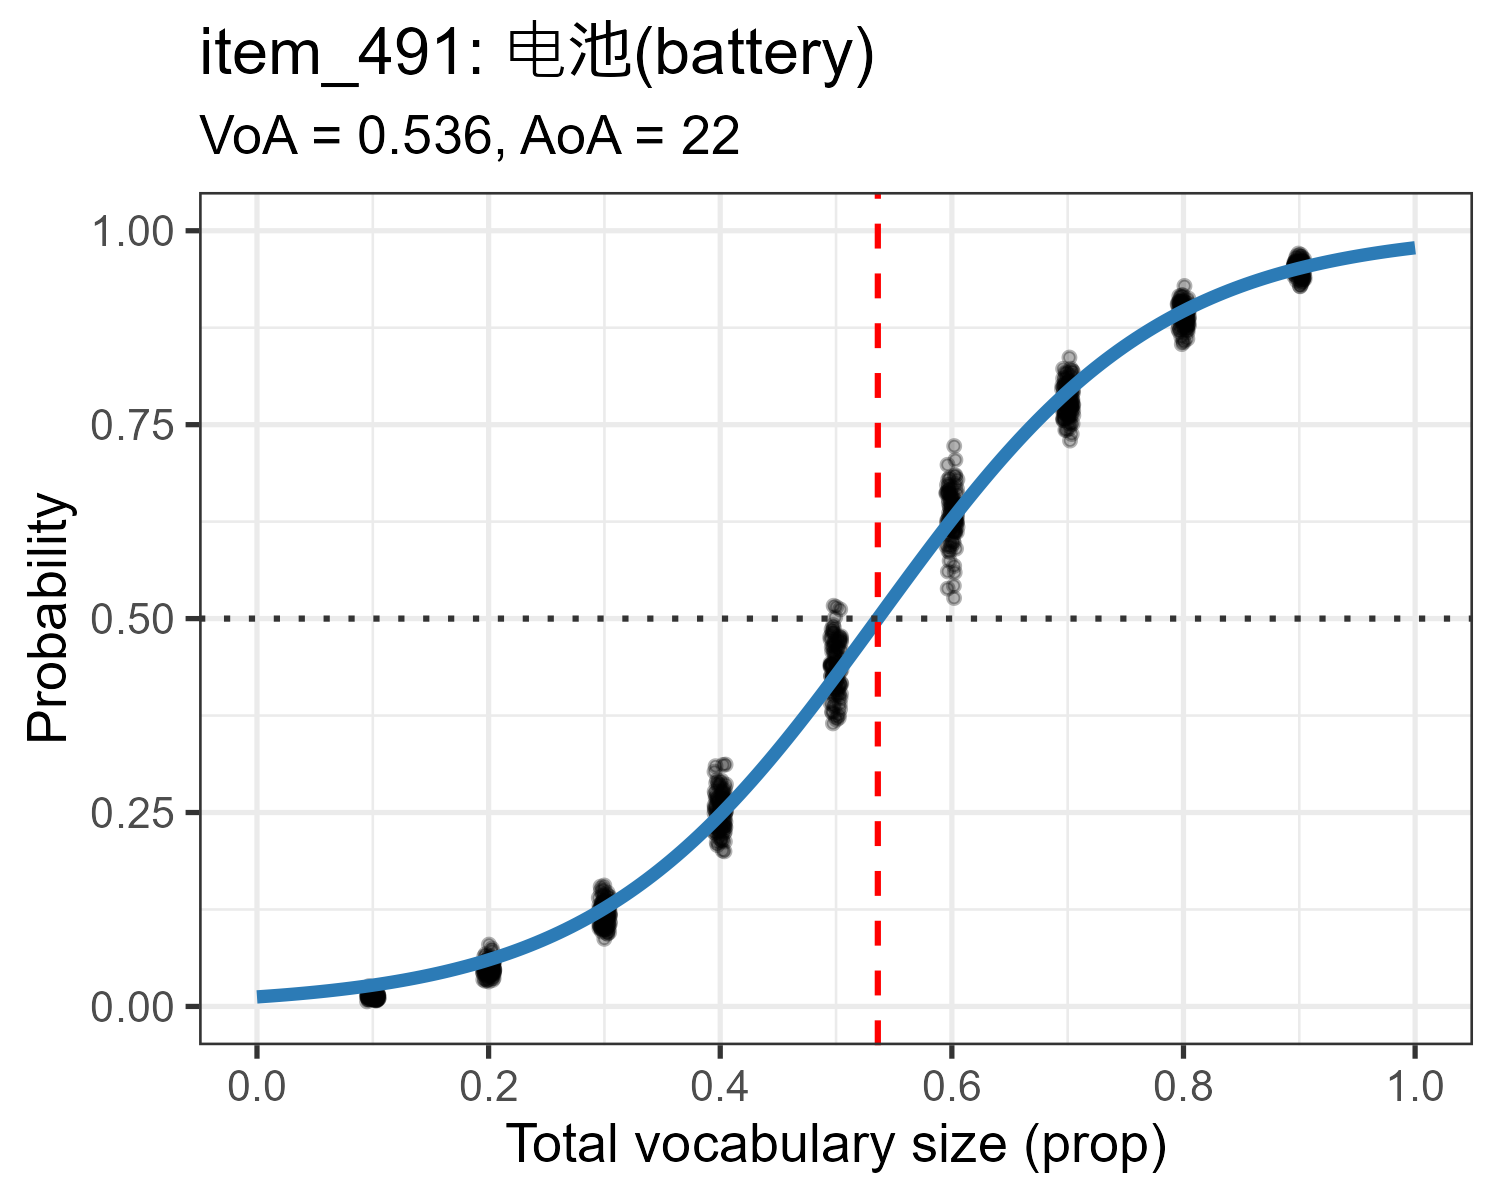 item_491: 电池(battery)
VoA = 0.536, AoA = 22
1.00
0.75
0.50
0.25
0.00
Probability
0.0 0.2 0.4 0.6 0.8 1.0
Total vocabulary size (prop)